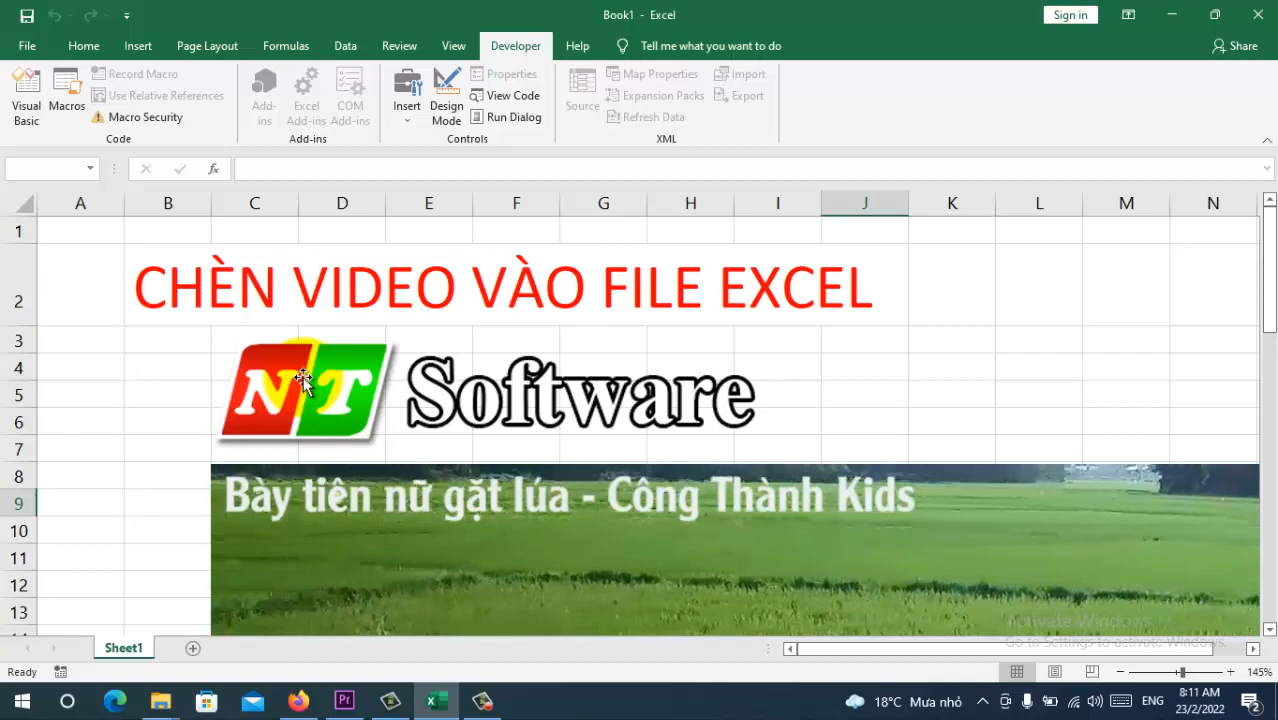 Book1 - Excel
Sign in
File Home Insert Page Layout Formulas Data Review View Developer Help Tell me what you want to do Share
Visual Basic
Macros
Record Macro
Use Relative References
Macro Security
Code
Add-ins
Excel Add-ins
COM Add-ins
Add-ins
Insert
Design Mode
Properties
View Code
Run Dialog
Controls
Source
Map Properties
Expansion Packs
Refresh Data
Import
Export
XML
fx
A B C D E F G H I J K L M N
1
2
CHÈN VIDEO VÀO FILE EXCEL
3
4
5
6
7
NT Software
8
9
10
11
12
13
Bày tiên nữ gặt lúa - Công Thành Kids
Activate Windows
Go to Settings to activate Windows.
Sheet1
Ready
145%
Pr
18°C Mưa nhỏ
ENG
8:11 AM
23/2/2022
2